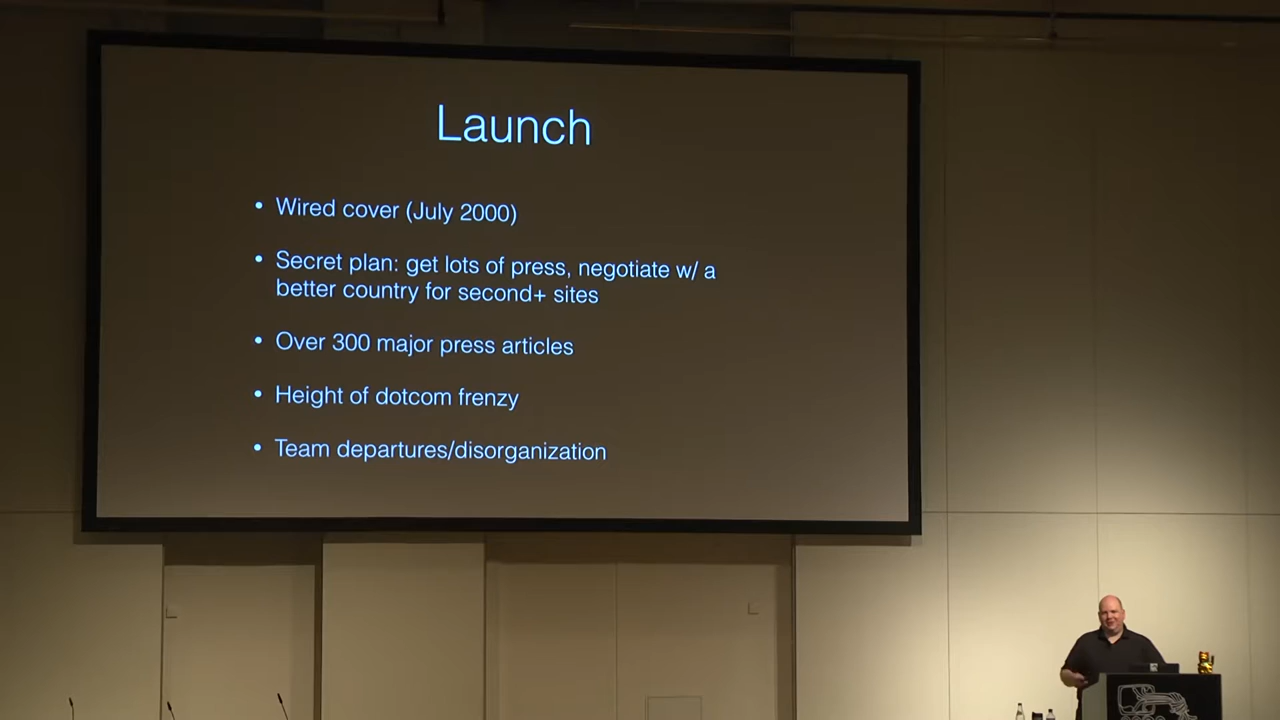 Launch
• Wired cover (July 2000)
• Secret plan: get lots of press, negotiate w/ a
better country for second+ sites
• Over 300 major press articles
• Height of dotcom frenzy
• Team departures/disorganization